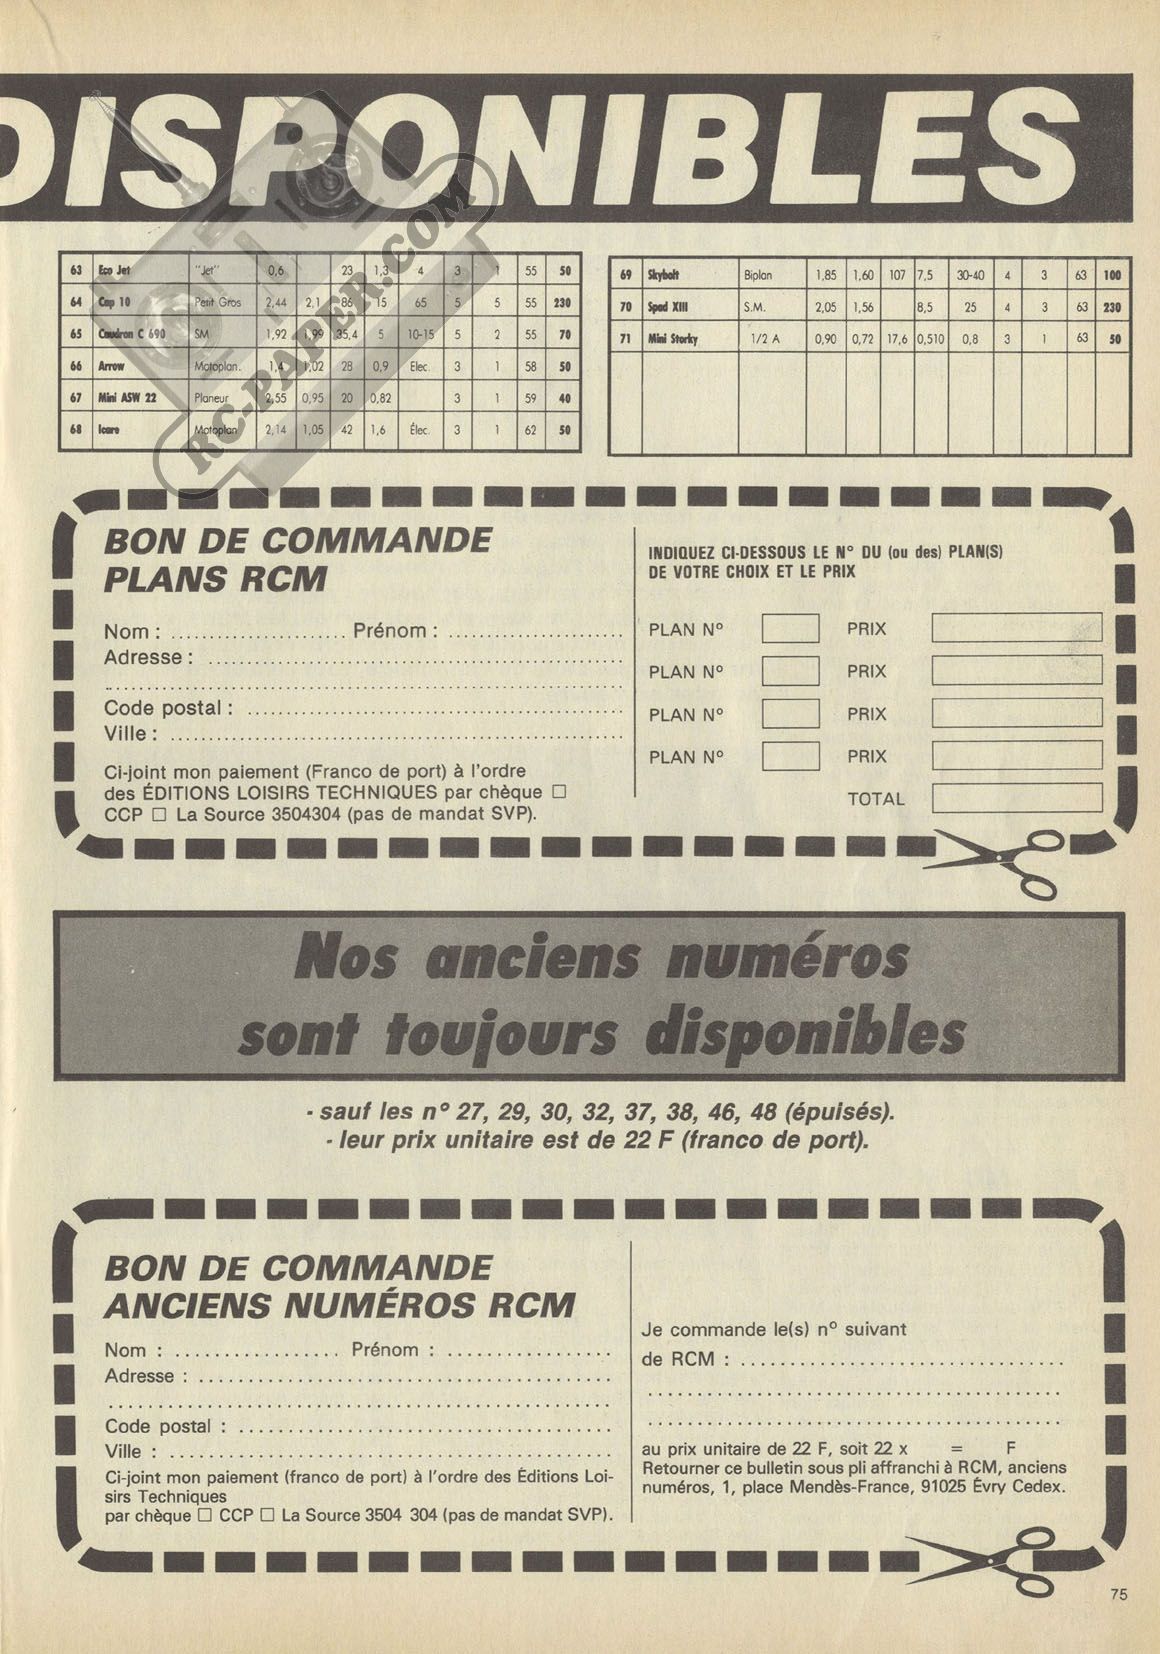 DISPONIBLES
63 Eco Jet "Jet" 0,6 23 1,3 4 3 1 55 50
64 Cap 10 Petit Gros 2,44 2,1 86 15 65 5 5 55 230
65 Caudron C 690 SM 1,92 1,99 35,4 5 10-15 5 2 55 70
66 Arrow Motoplan. 1,4 1,02 28 0,9 Elec. 3 1 58 50
67 Mini ASW 22 Planeur 2,55 0,95 20 0,82 3 1 59 40
68 Icare Motoplan 2,14 1,05 42 1,6 Élec. 3 1 62 50
69 Skybolt Biplan 1,85 1,60 107 7,5 30-40 4 3 63 100
70 Spad XIII S.M. 2,05 1,56 8,5 25 4 3 63 230
71 Mini Storky 1/2 A 0,90 0,72 17,6 0,510 0,8 3 1 63 50
RC-PAPER.COM
BON DE COMMANDE
PLANS RCM
Nom : ...................... Prénom : ......................
Adresse : ......................
......................
Code postal : ......................
Ville : ......................
Ci-joint mon paiement (Franco de port) à l'ordre
des ÉDITIONS LOISIRS TECHNIQUES par chèque □
CCP □ La Source 3504304 (pas de mandat SVP).
INDIQUEZ CI-DESSOUS LE N° DU (ou des) PLAN(S)
DE VOTRE CHOIX ET LE PRIX
PLAN N° PRIX
PLAN N° PRIX
PLAN N° PRIX
PLAN N° PRIX
TOTAL
Nos anciens numéros
sont toujours disponibles
- sauf les n° 27, 29, 30, 32, 37, 38, 46, 48 (épuisés).
- leur prix unitaire est de 22 F (franco de port).
BON DE COMMANDE
ANCIENS NUMÉROS RCM
Nom : ................. Prénom : .................
Adresse : .................
.................
Code postal : .................
Ville : .................
Ci-joint mon paiement (franco de port) à l'ordre des Éditions Loi-
sirs Techniques
par chèque □ CCP □ La Source 3504 304 (pas de mandat SVP).
Je commande le(s) n° suivant
de RCM : .................
.................
.................
au prix unitaire de 22 F, soit 22 x = F
Retourner ce bulletin sous pli affranchi à RCM, anciens
numéros, 1, place Mendès-France, 91025 Évry Cedex.
75